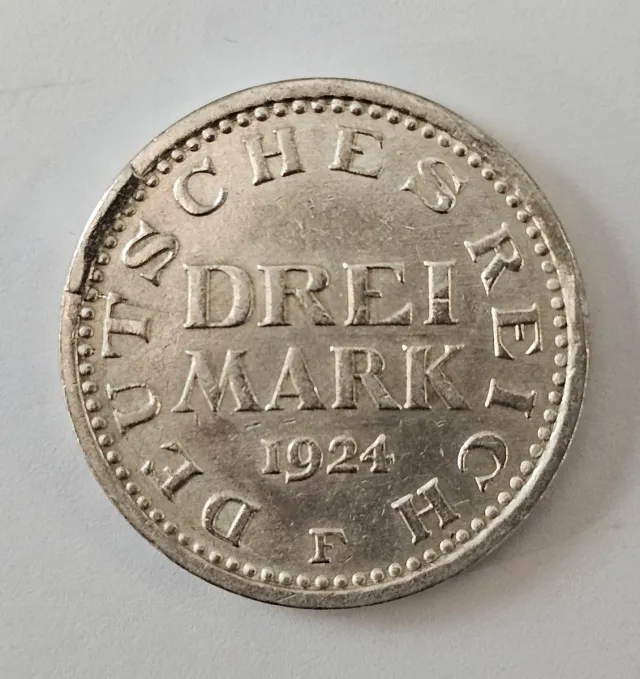 DEUTSCHES REICH
DREI
MARK
1924
F